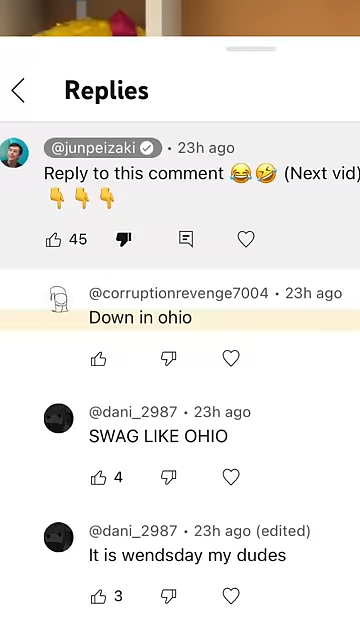 Replies
@junpeizaki • 23h ago
Reply to this comment 😂🤣 (Next vid)
👇👇👇
45
@corruptionrevenge7004 • 23h ago
Down in ohio
@dani_2987 • 23h ago
SWAG LIKE OHIO
4
@dani_2987 • 23h ago (edited)
It is wendsday my dudes
3